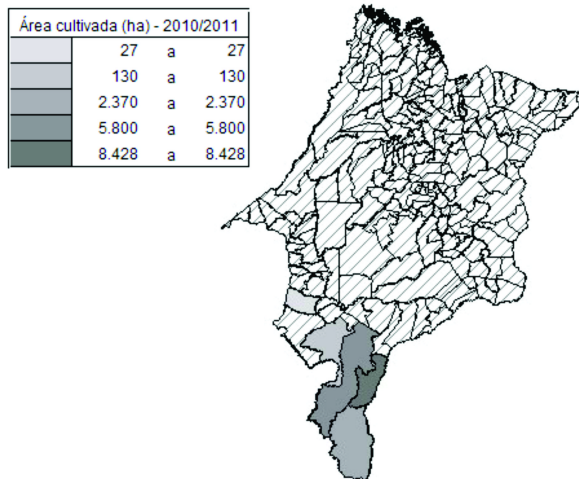 Área cultivada (ha) - 2010/2011
27 a 27
130 a 130
2.370 a 2.370
5.800 a 5.800
8.428 a 8.428